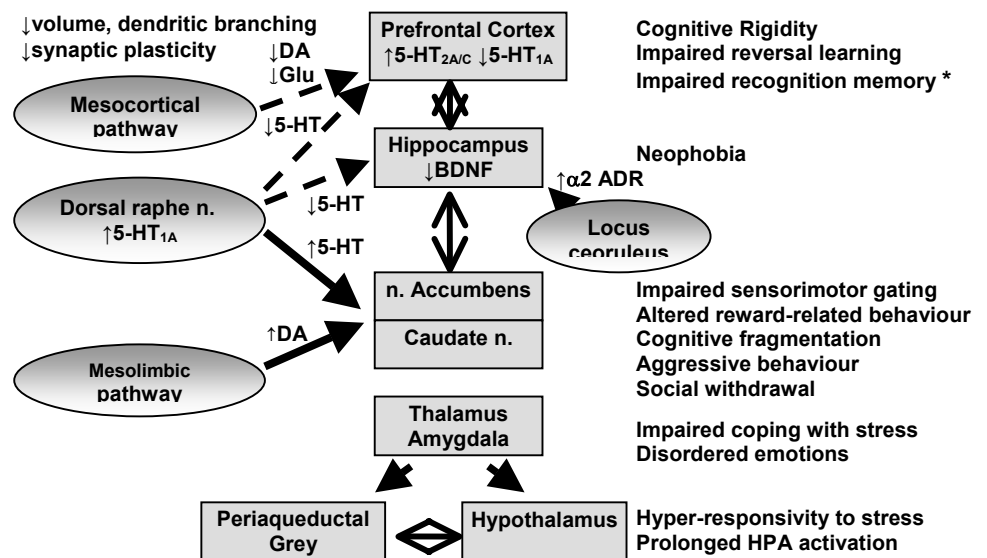 ↓volume, dendritic branching
↓synaptic plasticity
↓DA
↓Glu
Prefrontal Cortex
↑5-HT2A/C ↓5-HT1A
Cognitive Rigidity
Impaired reversal learning
Impaired recognition memory *
Mesocortical
pathway
↓5-HT
Hippocampus
↓BDNF
Neophobia
↑α2 ADR
Dorsal raphe n.
↑5-HT1A
↓5-HT
Locus
ceoruleus
↑5-HT
n. Accumbens
Caudate n.
Impaired sensorimotor gating
Altered reward-related behaviour
Cognitive fragmentation
Aggressive behaviour
Social withdrawal
↑DA
Mesolimbic
pathway
Thalamus
Amygdala
Impaired coping with stress
Disordered emotions
Periaqueductal
Grey
Hypothalamus
Hyper-responsivity to stress
Prolonged HPA activation